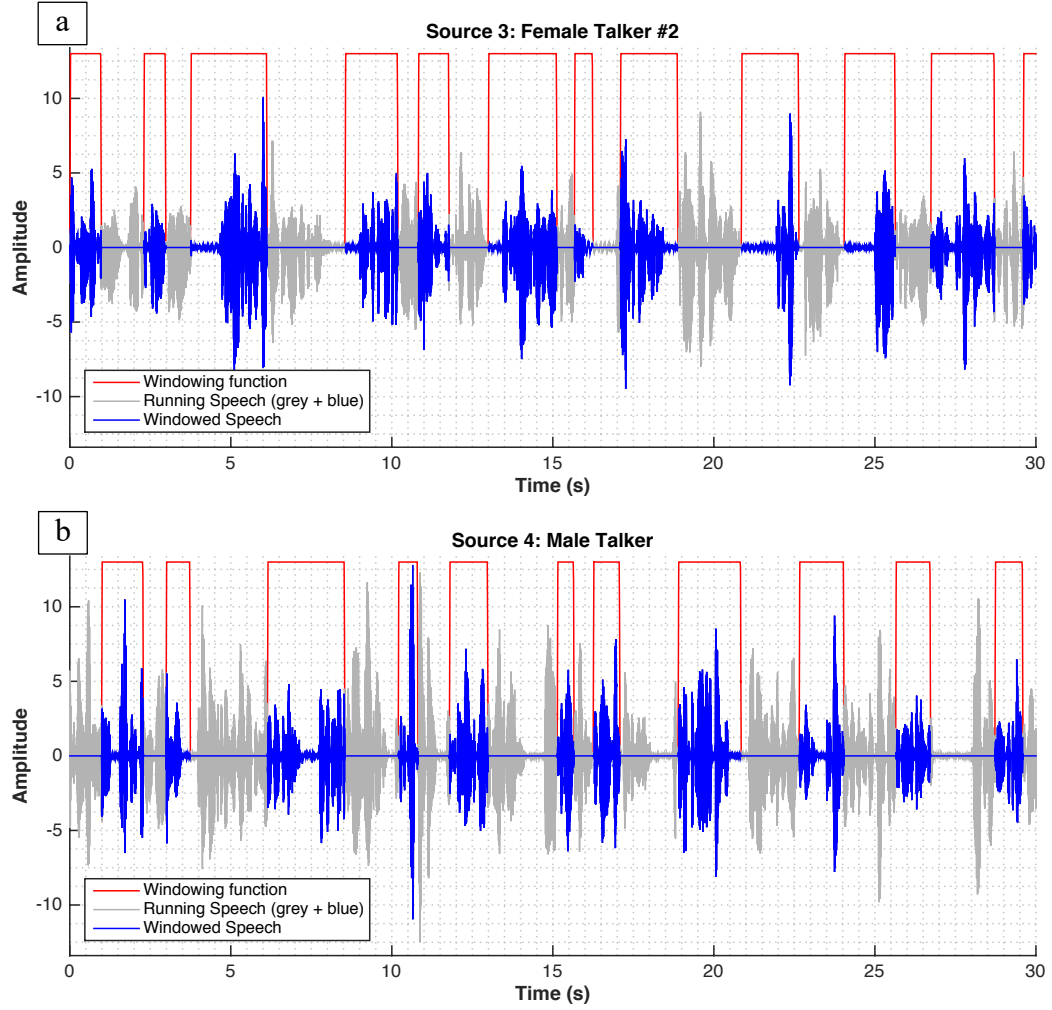 a
Source 3: Female Talker #2
10
5
0
-5
-10
Amplitude
Windowing function
Running Speech (grey + blue)
Windowed Speech
0 5 10 15 20 25 30
Time (s)
b
Source 4: Male Talker
10
5
0
-5
-10
Amplitude
Windowing function
Running Speech (grey + blue)
Windowed Speech
0 5 10 15 20 25 30
Time (s)